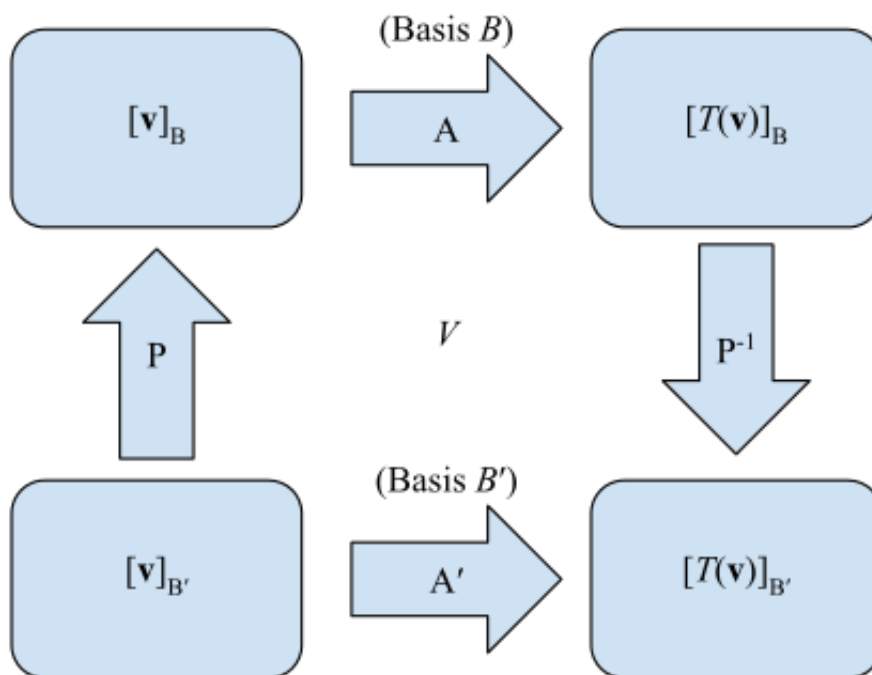 (Basis B)
[v]B
A
[T(v)]B
P
V
P-1
(Basis B′)
[v]B′
A′
[T(v)]B′